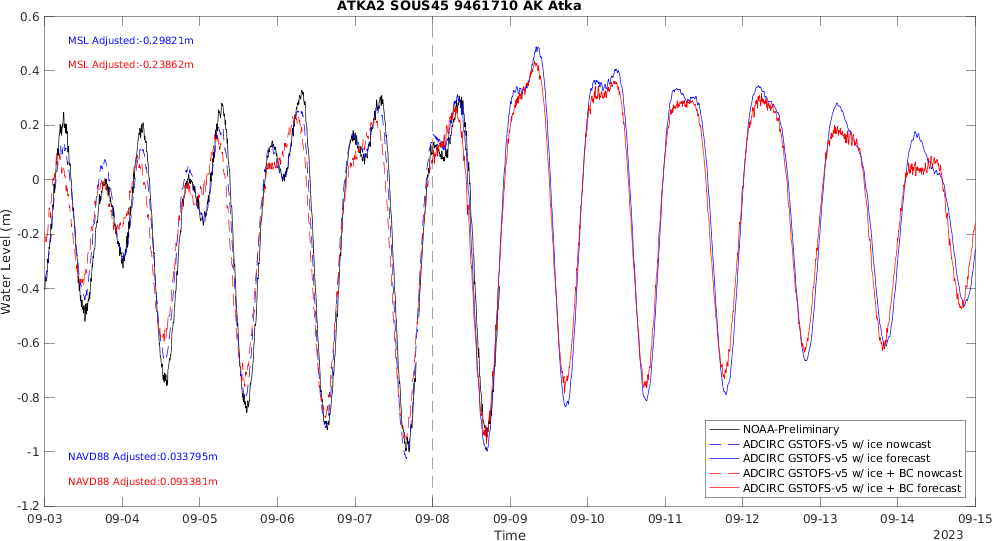 ATKA2 SOUS45 9461710 AK Atka
0.6
0.4
0.2
0
-0.2
-0.4
-0.6
-0.8
-1
-1.2
Water Level (m)
MSL Adjusted:-0.29821m
MSL Adjusted:-0.23862m
NAVD88 Adjusted:0.033795m
NAVD88 Adjusted:0.093381m
NOAA-Preliminary
ADCIRC GSTOFS-v5 w/ ice nowcast
ADCIRC GSTOFS-v5 w/ ice forecast
ADCIRC GSTOFS-v5 w/ ice + BC nowcast
ADCIRC GSTOFS-v5 w/ ice + BC forecast
09-03 09-04 09-05 09-06 09-07 09-08 09-09 09-10 09-11 09-12 09-13 09-14 09-15
Time
2023